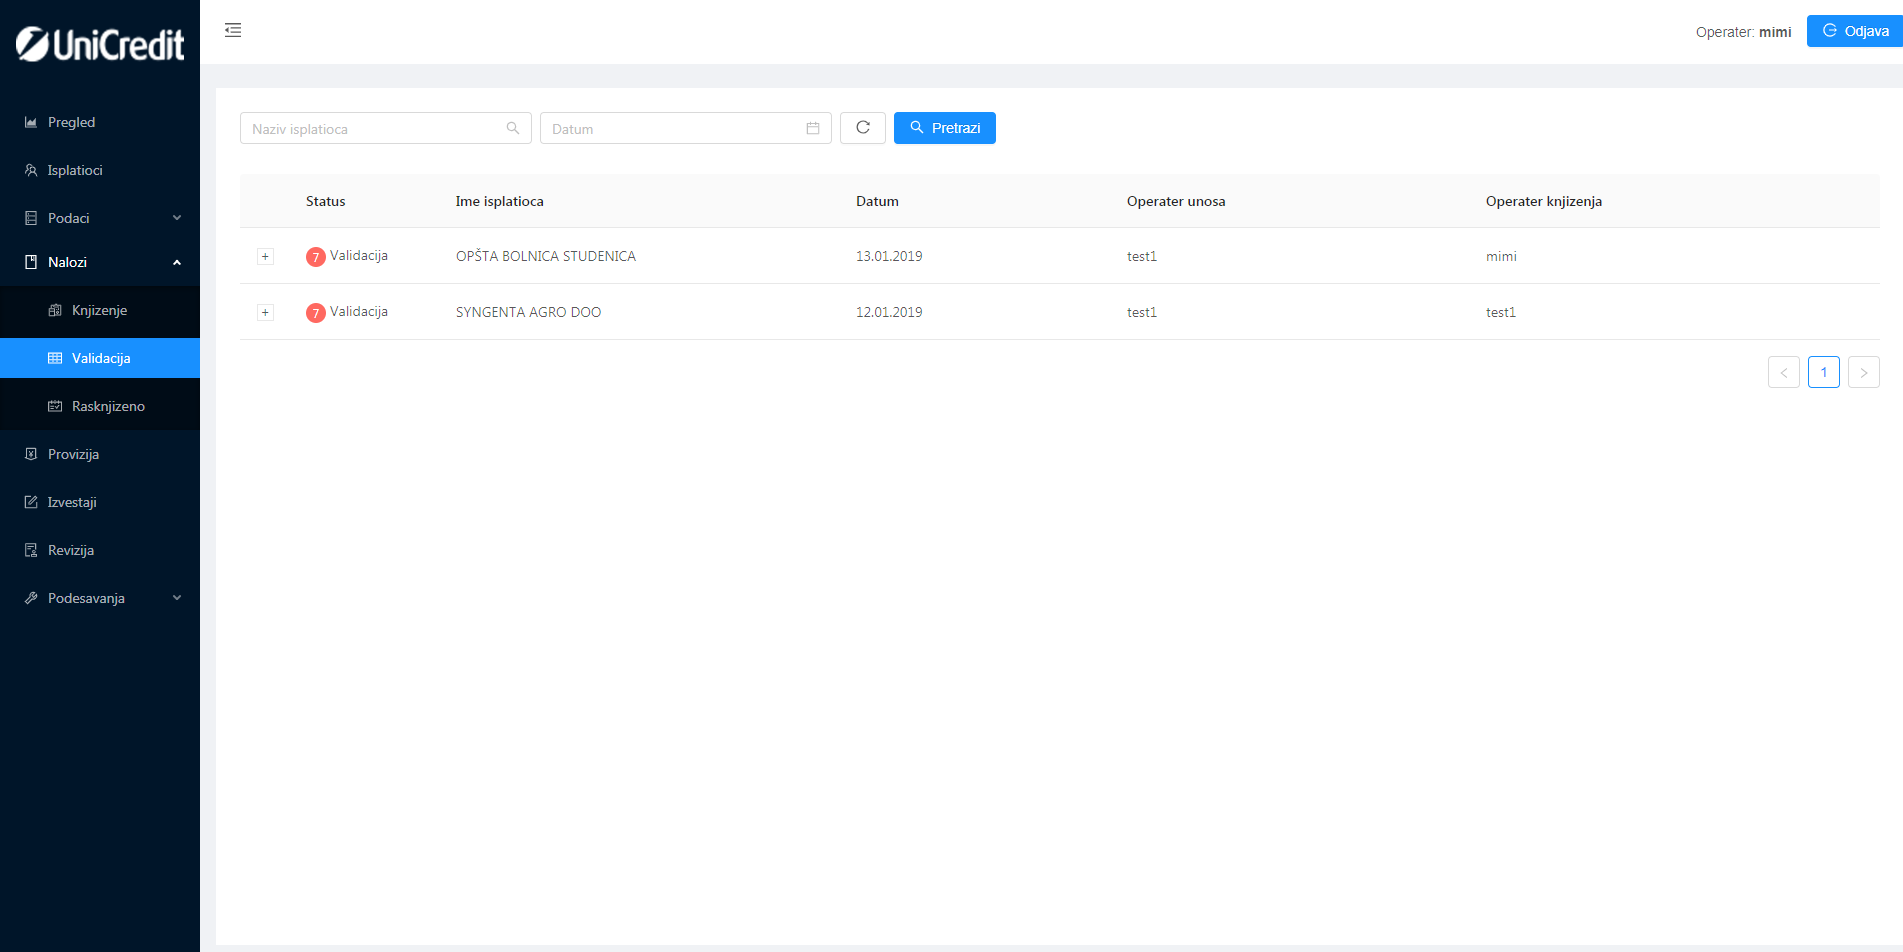 UniCredit
Operater: mimi
Odjava
Pregled
Isplatioci
Podaci
Nalozi
Knjizenje
Validacija
Rasknjizeno
Provizija
Izvestaji
Revizija
Podesavanja
Naziv isplatioca
Datum
Pretrazi
Status Ime isplatioca Datum Operater unosa Operater knjizenja
+ 7 Validacija OPŠTA BOLNICA STUDENICA 13.01.2019 test1 mimi
+ 7 Validacija SYNGENTA AGRO DOO 12.01.2019 test1 test1
< 1 >